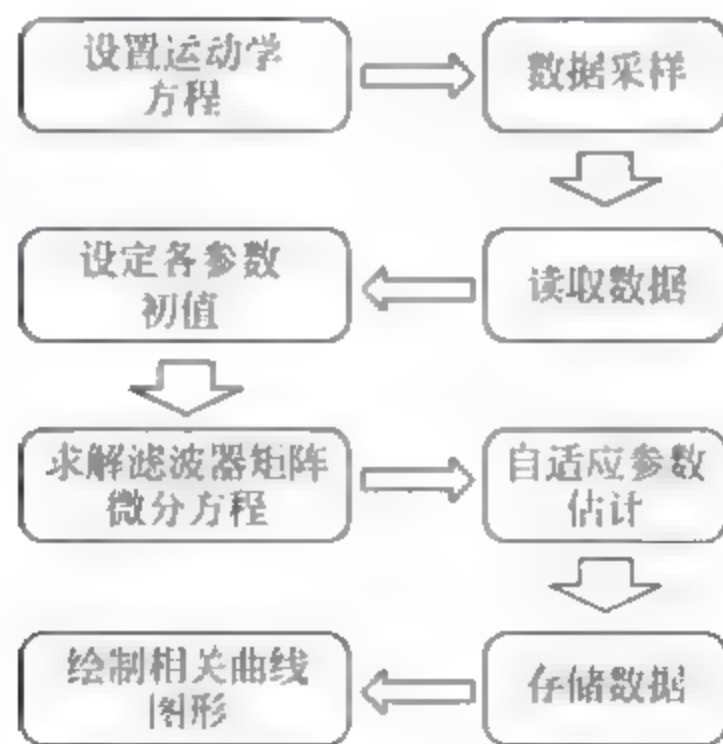 设置运动学
方程
数据采样
设定各参数
初值
读取数据
求解滤波器矩阵
微分方程
自适应参数
估计
绘制相关曲线
图形
存储数据